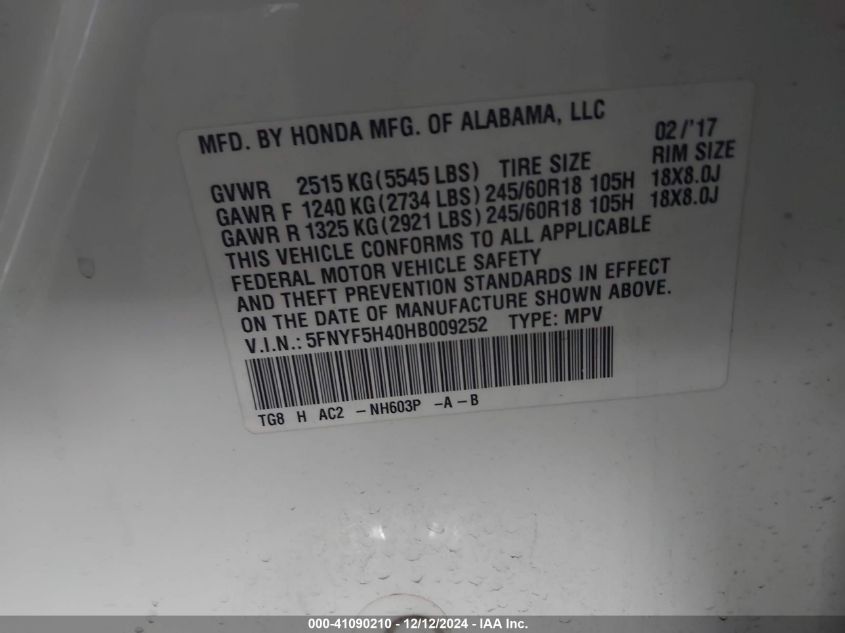 MFD. BY HONDA MFG. OF ALABAMA, LLC 02/'17
GVWR 2515 KG(5545 LBS) TIRE SIZE RIM SIZE
GAWR F 1240 KG(2734 LBS) 245/60R18 105H 18X8.0J
GAWR R 1325 KG(2921 LBS) 245/60R18 105H 18X8.0J
THIS VEHICLE CONFORMS TO ALL APPLICABLE
FEDERAL MOTOR VEHICLE SAFETY
AND THEFT PREVENTION STANDARDS IN EFFECT
ON THE DATE OF MANUFACTURE SHOWN ABOVE.
V.I.N.: 5FNYF5H40HB009252 TYPE: MPV
TG8 H AC2 -NH603P -A-B
000-41090210 - 12/12/2024 - IAA Inc.